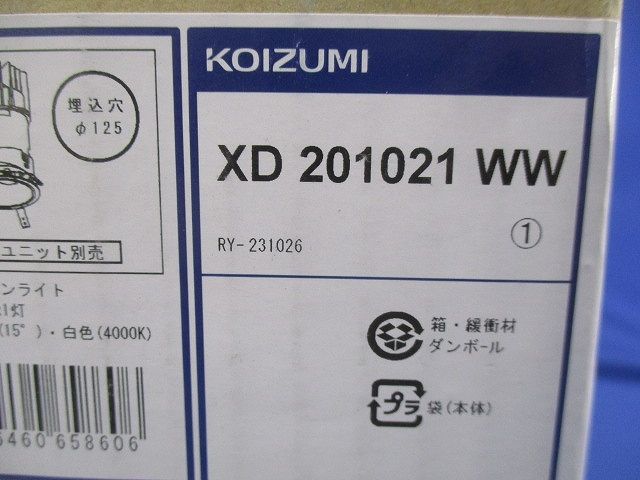 埋込穴
φ125
ユニット別売
ンライト
1灯
(15°)・白色(4000K)
5460 658606
KOIZUMI
XD 201021 WW
RY-231026
①
箱・緩衝材
ダンボール
プラ
袋(本体)